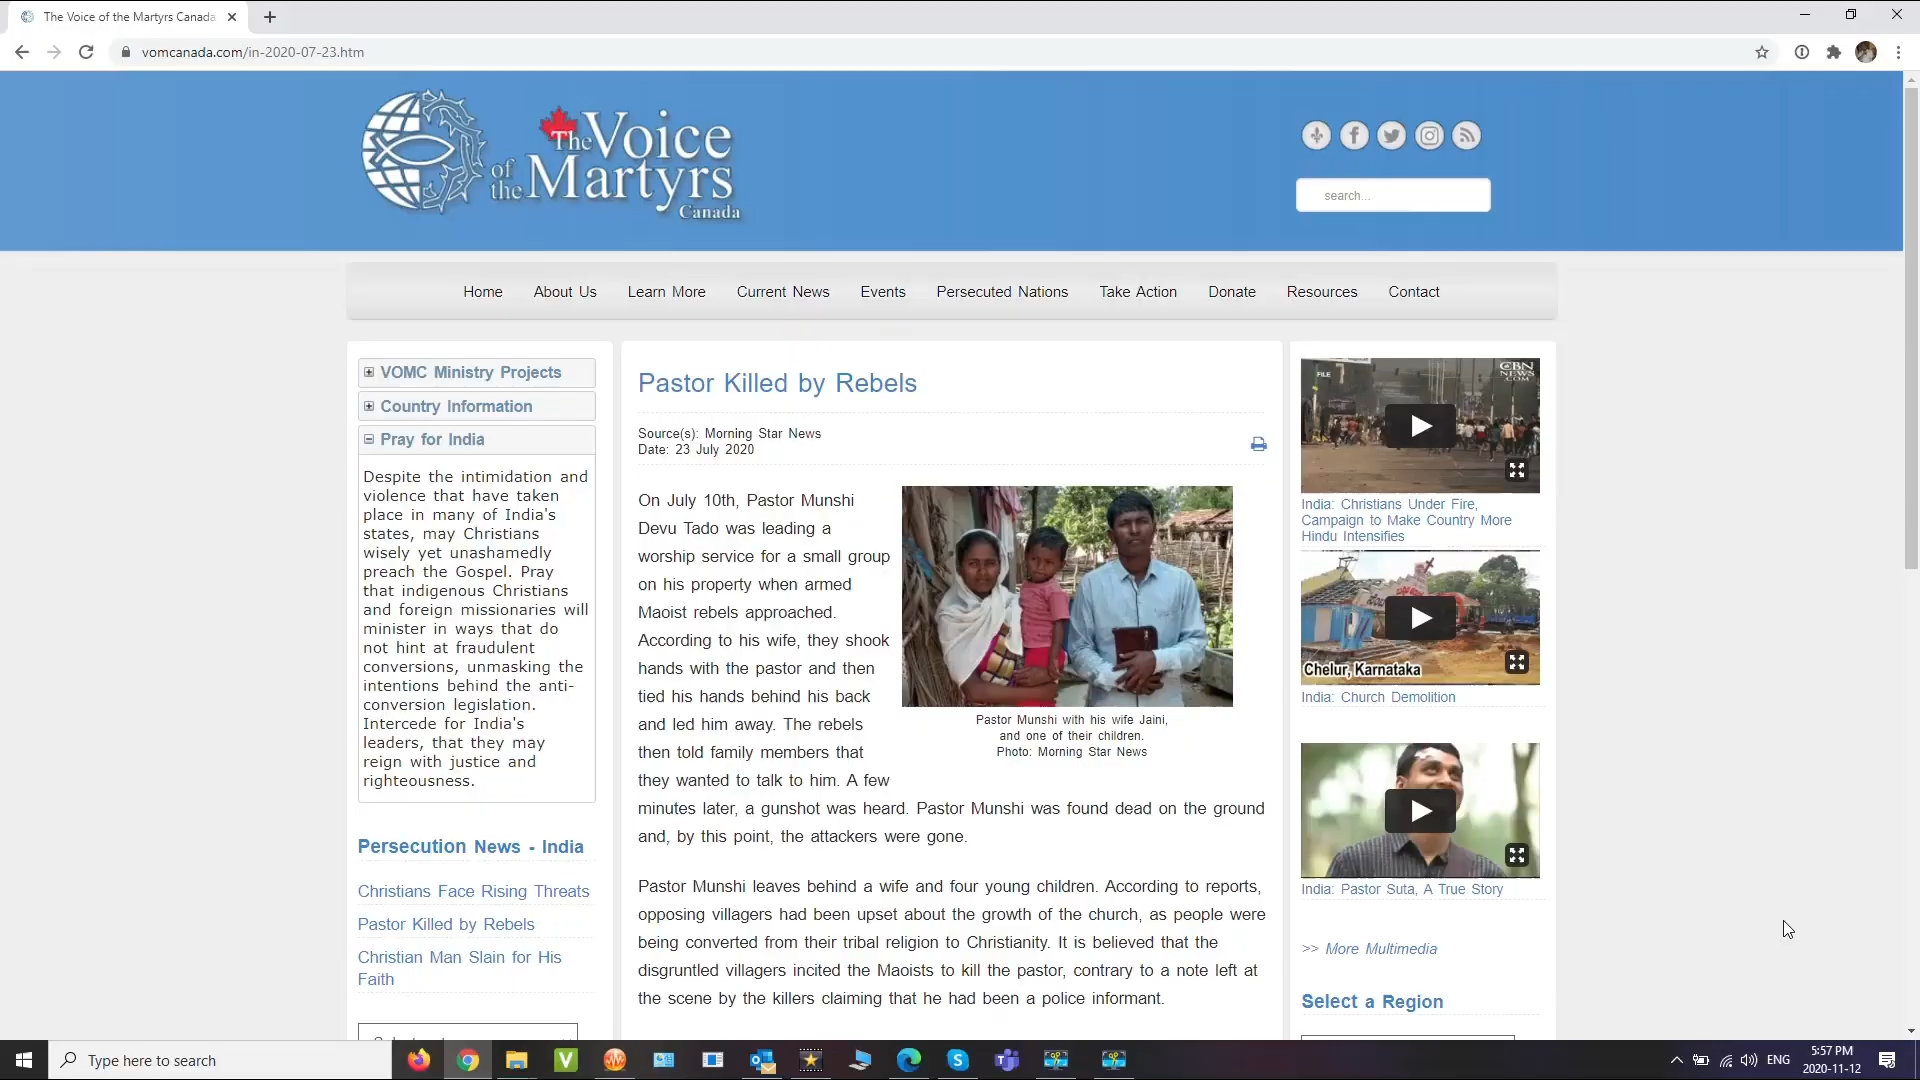 The Voice of the Martyrs Canada
vomcanada.com/in-2020-07-23.htm
The Voice
of the Martyrs
Canada
search...
Home About Us Learn More Current News Events Persecuted Nations Take Action Donate Resources Contact
VOMC Ministry Projects
Country Information
Pray for India
Despite the intimidation and
violence that have taken
place in many of India's
states, may Christians
wisely yet unashamedly
preach the Gospel. Pray
that indigenous Christians
and foreign missionaries will
minister in ways that do
not hint at fraudulent
conversions, unmasking the
intentions behind the anti-
conversion legislation.
Intercede for India's
leaders, that they may
reign with justice and
righteousness.
Persecution News - India
Christians Face Rising Threats
Pastor Killed by Rebels
Christian Man Slain for His
Faith
Pastor Killed by Rebels
Source(s): Morning Star News
Date: 23 July 2020
On July 10th, Pastor Munshi
Devu Tado was leading a
worship service for a small group
on his property when armed
Maoist rebels approached.
According to his wife, they shook
hands with the pastor and then
tied his hands behind his back
and led him away. The rebels
then told family members that
they wanted to talk to him. A few
minutes later, a gunshot was heard. Pastor Munshi was found dead on the ground
and, by this point, the attackers were gone.
Pastor Munshi with his wife Jaini,
and one of their children.
Photo: Morning Star News
Pastor Munshi leaves behind a wife and four young children. According to reports,
opposing villagers had been upset about the growth of the church, as people were
being converted from their tribal religion to Christianity. It is believed that the
disgruntled villagers incited the Maoists to kill the pastor, contrary to a note left at
the scene by the killers claiming that he had been a police informant.
FILE
CBN
NEWS
.COM
India: Christians Under Fire,
Campaign to Make Country More
Hindu Intensifies
Chelur, Karnataka
India: Church Demolition
India: Pastor Suta, A True Story
>> More Multimedia
Select a Region
Type here to search
ENG
5:57 PM
2020-11-12